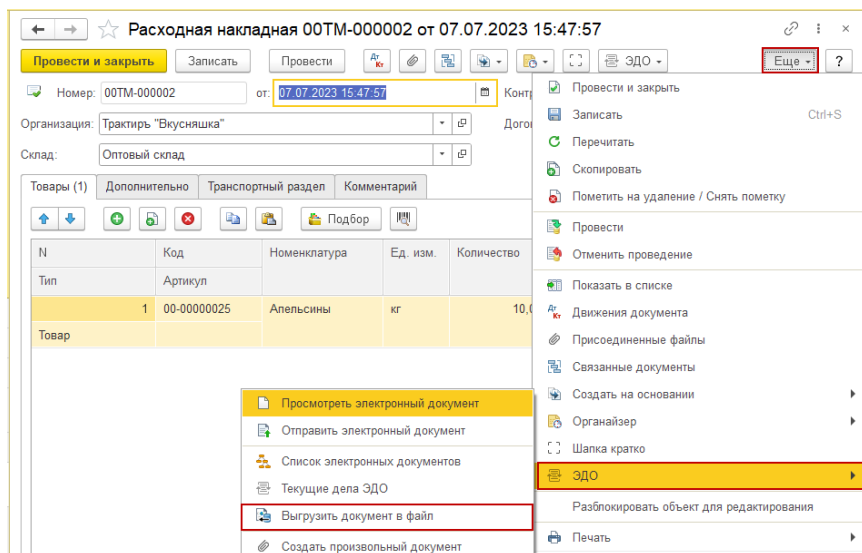 Расходная накладная 00ТМ-000002 от 07.07.2023 15:47:57
Провести и закрыть Записать Провести ЭДО Еще ?
Номер: 00ТМ-000002 от: 07.07.2023 15:47:57 Конт
Организация: Трактиръ "Вкусняшка" Дого
Склад: Оптовый склад
Товары (1) Дополнительно Транспортный раздел Комментарий
Подбор
N Код Номенклатура Ед. изм. Количество
Тип Артикул
1 00-00000025 Апельсины кг 10,0
Товар
Провести и закрыть
Записать Ctrl+S
Перечитать
Скопировать
Пометить на удаление / Снять пометку
Провести
Отменить проведение
Показать в списке
Движения документа
Присоединенные файлы
Связанные документы
Создать на основании
Органайзер
Шапка кратко
ЭДО
Разблокировать объект для редактирования
Печать
Просмотреть электронный документ
Отправить электронный документ
Список электронных документов
Текущие дела ЭДО
Выгрузить документ в файл
Создать произвольный документ